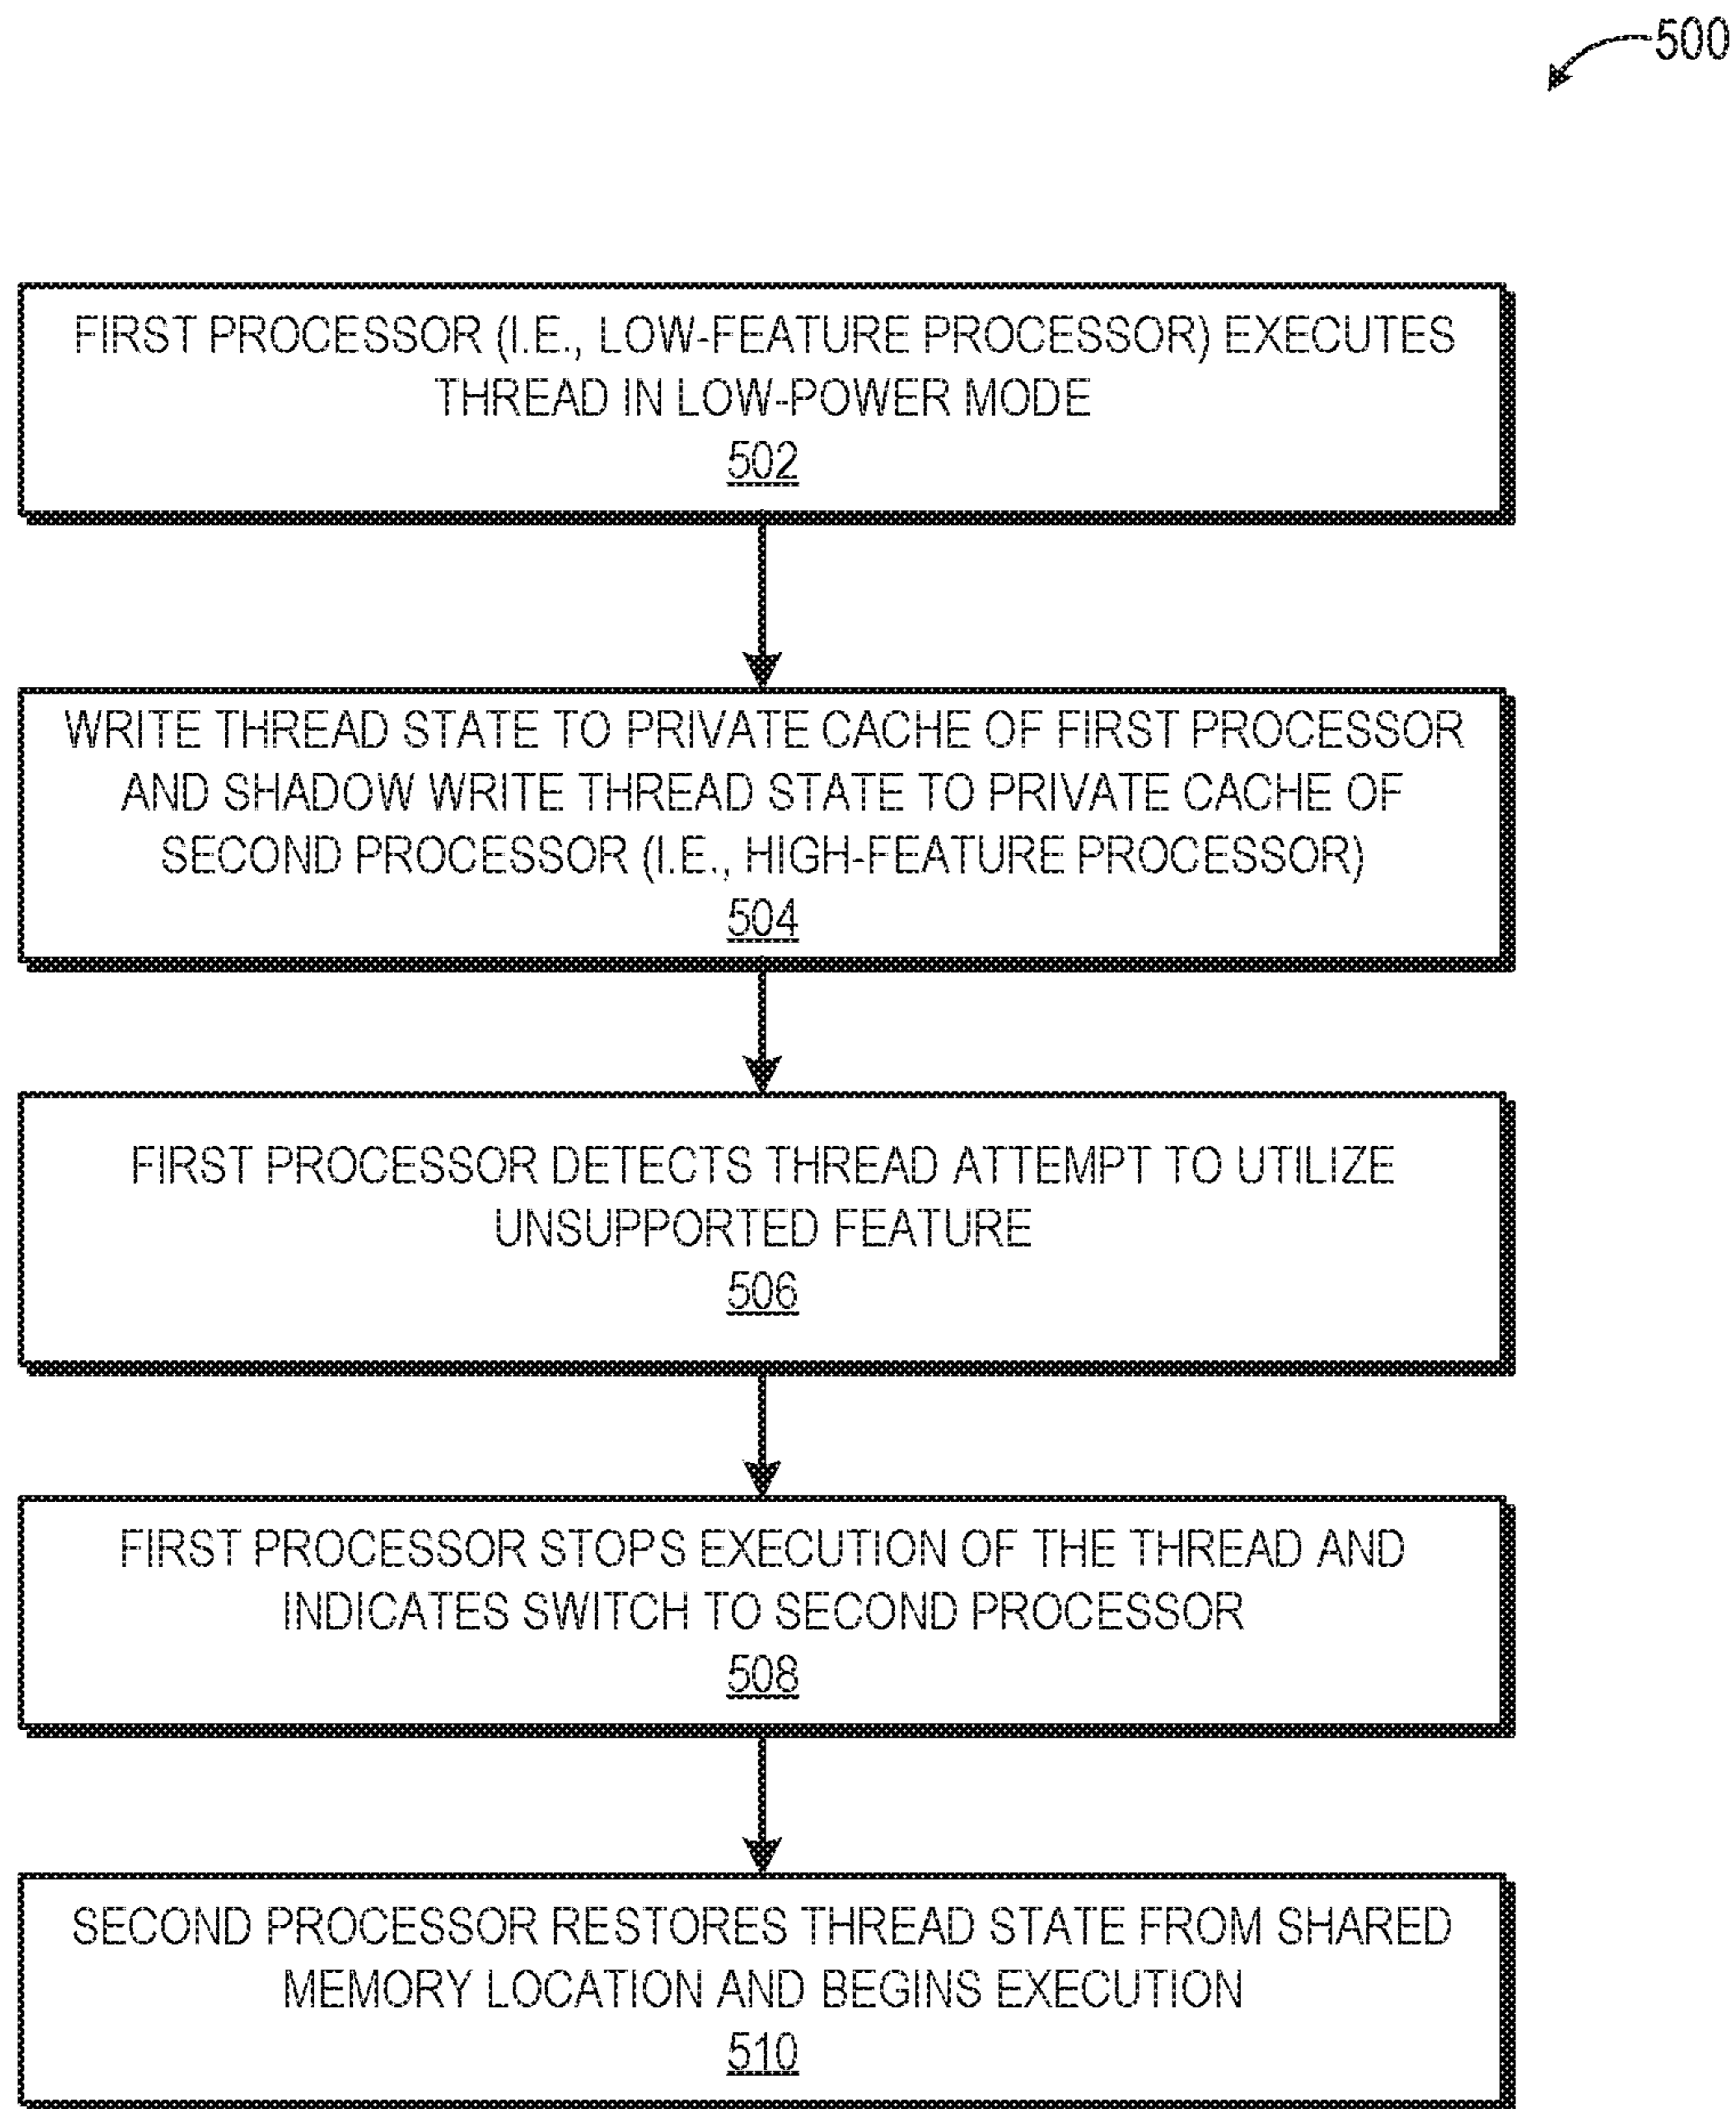 500
FIRST PROCESSOR (I.E., LOW-FEATURE PROCESSOR) EXECUTES
THREAD IN LOW-POWER MODE
502
WRITE THREAD STATE TO PRIVATE CACHE OF FIRST PROCESSOR
AND SHADOW WRITE THREAD STATE TO PRIVATE CACHE OF
SECOND PROCESSOR (I.E., HIGH-FEATURE PROCESSOR)
504
FIRST PROCESSOR DETECTS THREAD ATTEMPT TO UTILIZE
UNSUPPORTED FEATURE
506
FIRST PROCESSOR STOPS EXECUTION OF THE THREAD AND
INDICATES SWITCH TO SECOND PROCESSOR
508
SECOND PROCESSOR RESTORES THREAD STATE FROM SHARED
MEMORY LOCATION AND BEGINS EXECUTION
510